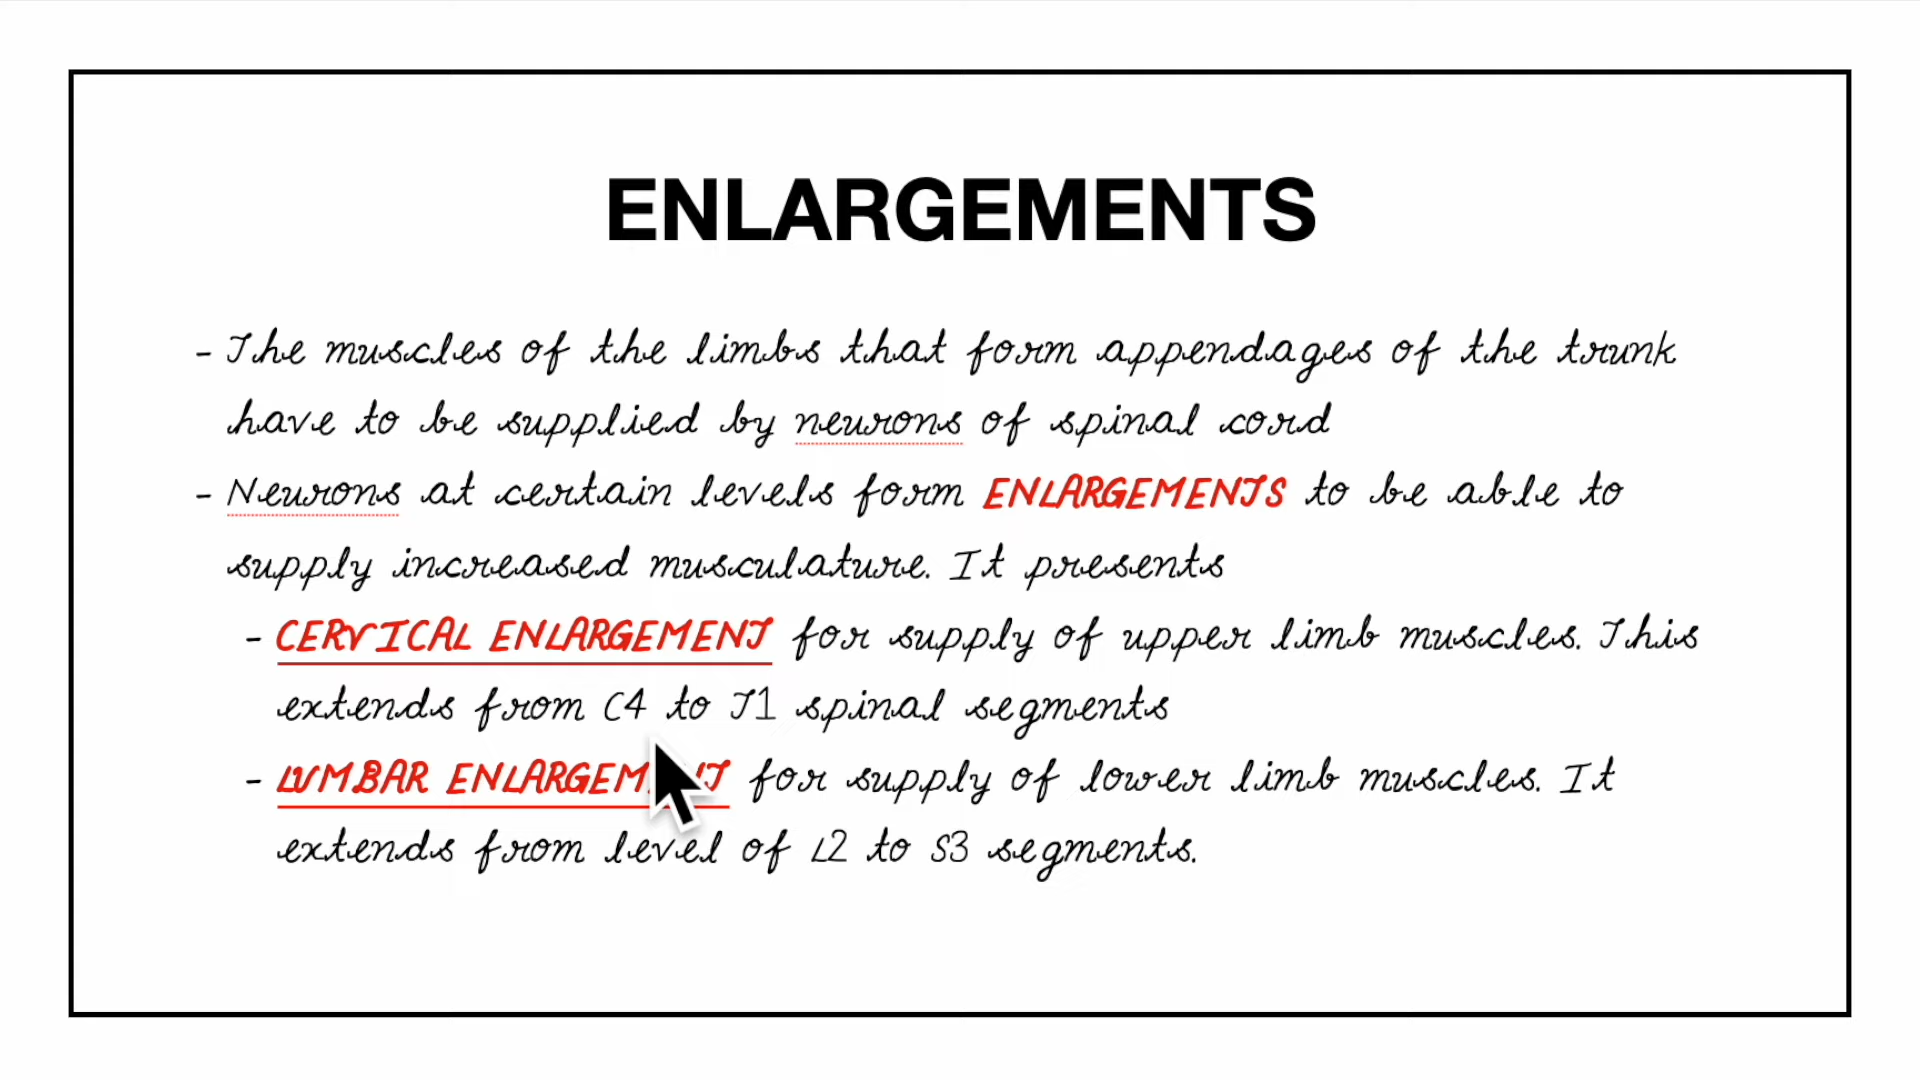 ENLARGEMENTS
- The muscles of the limbs that form appendages of the trunk
have to be supplied by neurons of spinal cord
- Neurons at certain levels form ENLARGEMENTS to be able to
supply increased musculature. It presents
- CERVICAL ENLARGEMENT for supply of upper limb muscles. This
extends from C4 to T1 spinal segments
- LUMBAR ENLARGEMENT for supply of lower limb muscles. It
extends from level of L2 to S3 segments.